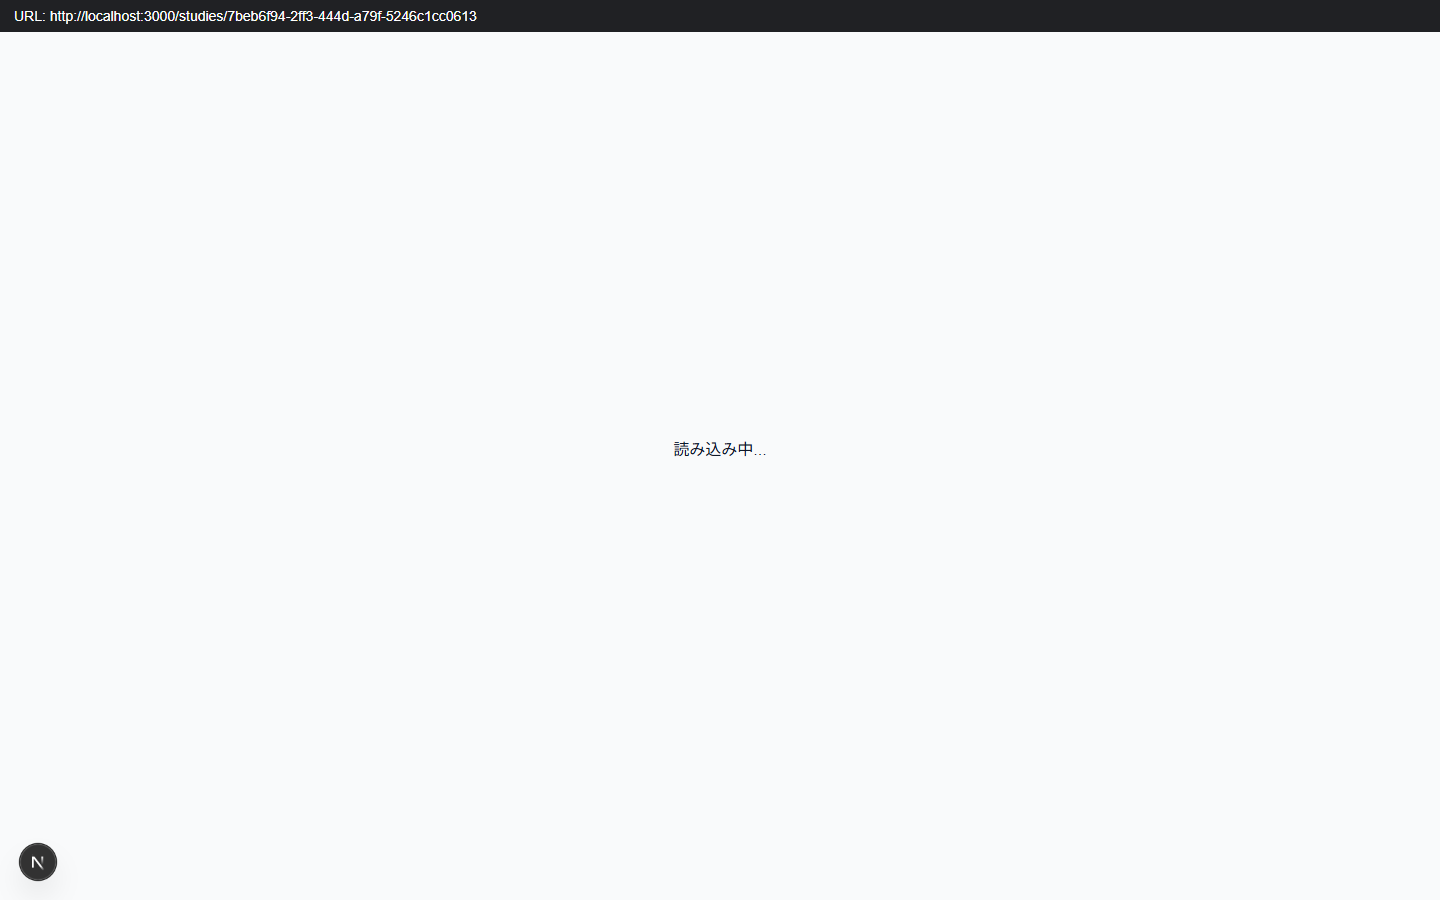 URL: http://localhost:3000/studies/7beb6f94-2ff3-444d-a79f-5246c1cc0613
読み込み中...
N